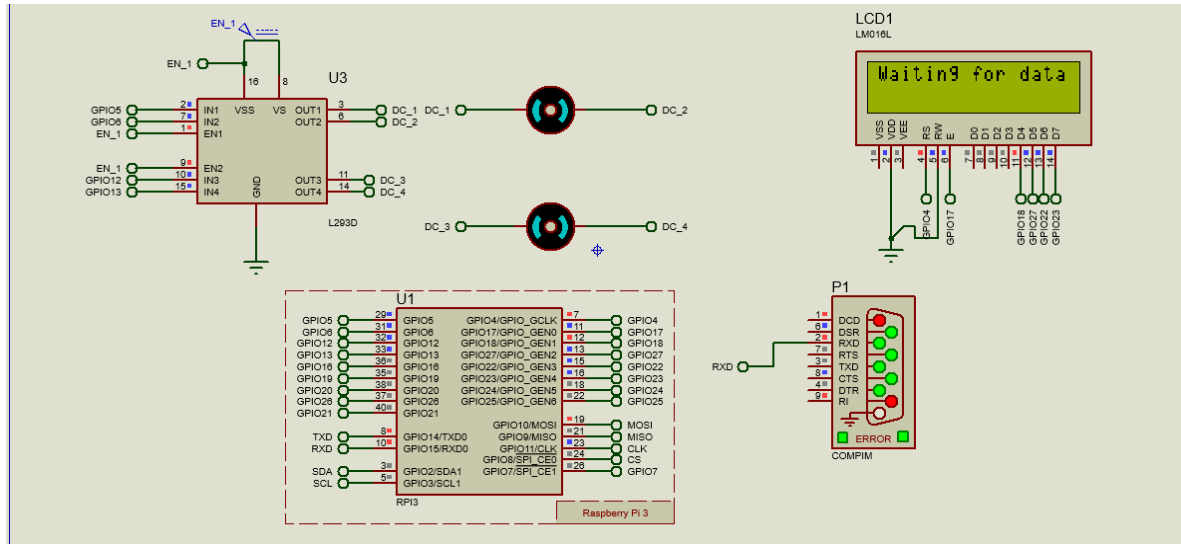 EN_1
EN_1
16
8
U3
GPIO5
2
IN1
VSS
VS
OUT1
3
DC_1
GPIO6
7
IN2
OUT2
6
DC_2
EN_1
1
EN1
EN_1
9
EN2
GPIO12
10
IN3
OUT3
11
DC_3
GPIO13
15
IN4
GND
OUT4
14
DC_4
L293D
DC_1
DC_2
DC_3
DC_4
LCD1
LM016L
Waiting for data
VSS
VDD
VEE
RS
RW
E
D0
D1
D2
D3
D4
D5
D6
D7
1
2
3
4
5
6
7
8
9
10
11
12
13
14
GPIO4
GPIO17
GPIO18
GPIO27
GPIO22
GPIO23
U1
GPIO5
29
GPIO5
GPIO4/GPIO_GCLK
7
GPIO4
GPIO6
31
GPIO6
GPIO17/GPIO_GEN0
11
GPIO17
GPIO12
32
GPIO12
GPIO18/GPIO_GEN1
12
GPIO18
GPIO13
33
GPIO13
GPIO27/GPIO_GEN2
13
GPIO27
GPIO16
36
GPIO16
GPIO22/GPIO_GEN3
15
GPIO22
GPIO19
35
GPIO19
GPIO23/GPIO_GEN4
16
GPIO23
GPIO20
38
GPIO20
GPIO24/GPIO_GEN5
18
GPIO24
GPIO26
37
GPIO26
GPIO25/GPIO_GEN6
22
GPIO25
GPIO21
40
GPIO21
GPIO10/MOSI
19
MOSI
TXD
8
GPIO14/TXD0
GPIO9/MISO
21
MISO
RXD
10
GPIO15/RXD0
GPIO11/CLK
23
CLK
GPIO8/SPI_CE0
24
CS
SDA
3
GPIO2/SDA1
GPIO7/SPI_CE1
26
GPIO7
SCL
5
GPIO3/SCL1
RPI3
Raspberry Pi 3
P1
1
DCD
6
DSR
RXD
2
RXD
7
RTS
3
TXD
8
CTS
4
DTR
9
RI
ERROR
COMPIM